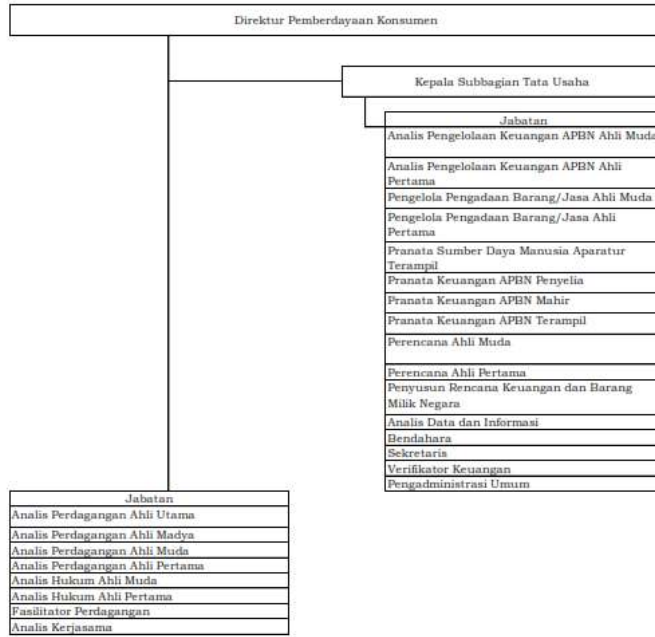 Direktur Pemberdayaan Konsumen
Kepala Subbagian Tata Usaha
Jabatan
Analis Pengelolaan Keuangan APBN Ahli Muda
Analis Pengelolaan Keuangan APBN Ahli
Pertama
Pengelola Pengadaan Barang/Jasa Ahli Muda
Pengelola Pengadaan Barang/Jasa Ahli
Pertama
Pranata Sumber Daya Manusia Aparatur
Terampil
Pranata Keuangan APBN Penyelia
Pranata Keuangan APBN Mahir
Pranata Keuangan APBN Terampil
Perencana Ahli Muda
Perencana Ahli Pertama
Penyusun Rencana Keuangan dan Barang
Milik Negara
Analis Data dan Informasi
Bendahara
Sekretaris
Verifikator Keuangan
Pengadministrasi Umum
Jabatan
Analis Perdagangan Ahli Utama
Analis Perdagangan Ahli Madya
Analis Perdagangan Ahli Muda
Analis Perdagangan Ahli Pertama
Analis Hukum Ahli Muda
Analis Hukum Ahli Pertama
Fasilitator Perdagangan
Analis Kerjasama